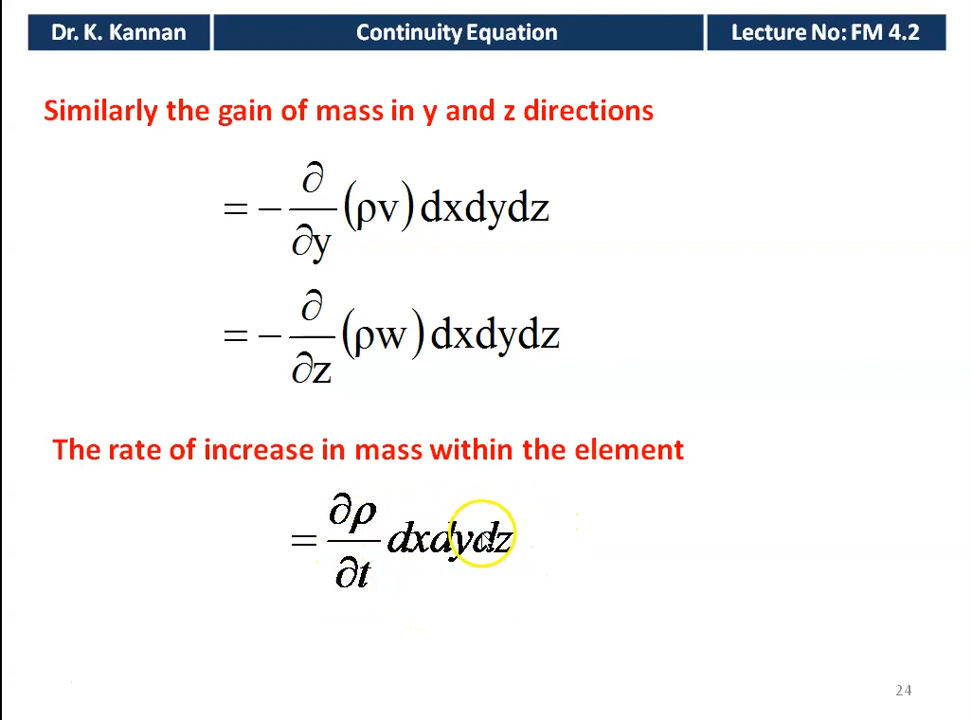 Dr. K. Kannan
Continuity Equation
Lecture No: FM 4.2
Similarly the gain of mass in y and z directions
= − ∂/∂y (ρv) dxdydz
= − ∂/∂z (ρw) dxdydz
The rate of increase in mass within the element
= ∂ρ/∂t dxdydz
24